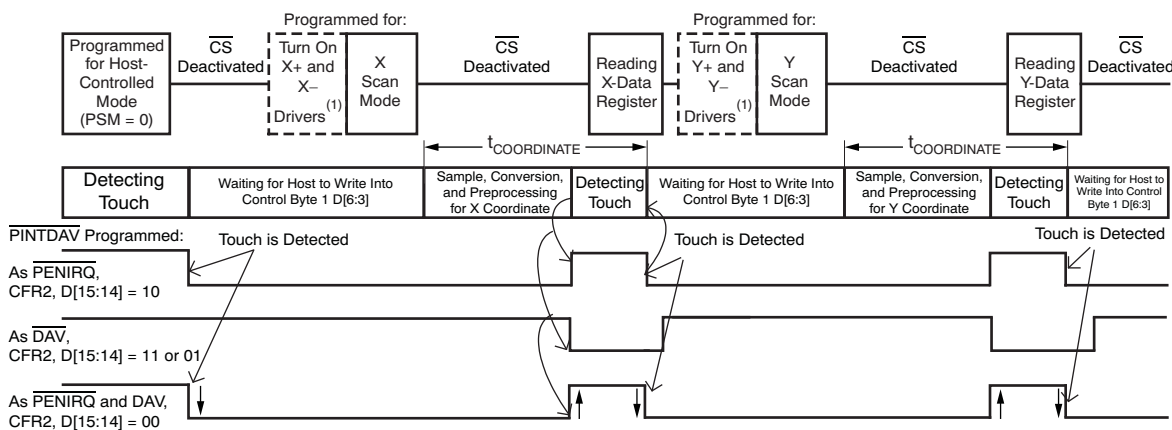 Programmed for:
Programmed for:
Programmed
for Host-
Controlled
Mode
(PSM = 0)
CS
Deactivated
Turn On
X+ and
X–
Drivers(1)
X
Scan
Mode
CS
Deactivated
Reading
X-Data
Register
Turn On
Y+ and
Y–
Drivers(1)
Y
Scan
Mode
CS
Deactivated
Reading
Y-Data
Register
CS
Deactivated
tCOORDINATE
tCOORDINATE
Detecting
Touch
Waiting for Host to Write Into
Control Byte 1 D[6:3]
Sample, Conversion,
and Preprocessing
for X Coordinate
Detecting
Touch
Waiting for Host to Write Into
Control Byte 1 D[6:3]
Sample, Conversion,
and Preprocessing
for Y Coordinate
Detecting
Touch
Waiting for Host to
Write Into Control
Byte 1 D[6:3]
PINTDAV Programmed:
Touch is Detected
Touch is Detected
Touch is Detected
As PENIRQ,
CFR2, D[15:14] = 10
As DAV,
CFR2, D[15:14] = 11 or 01
As PENIRQ and DAV,
CFR2, D[15:14] = 00